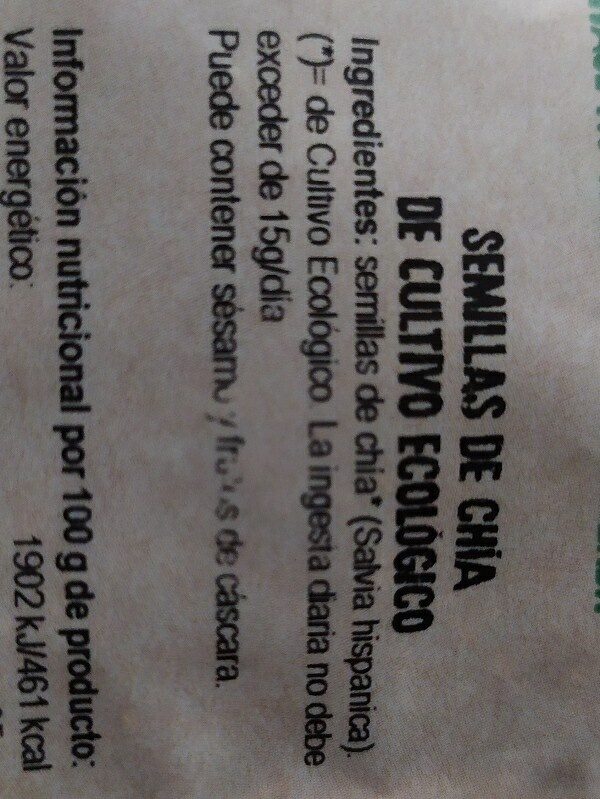 SEMILLAS DE CHÍA
DE CULTIVO ECOLÓGICO
Ingredientes: semillas de chía* (Salvia hispanica).
(*)= de Cultivo Ecológico. La ingesta diaria no debe
exceder de 15g/día
Puede contener sésamo y frutos de cáscara.
Información nutricional por 100 g de producto:
Valor energético: 1902 kJ/461 kcal